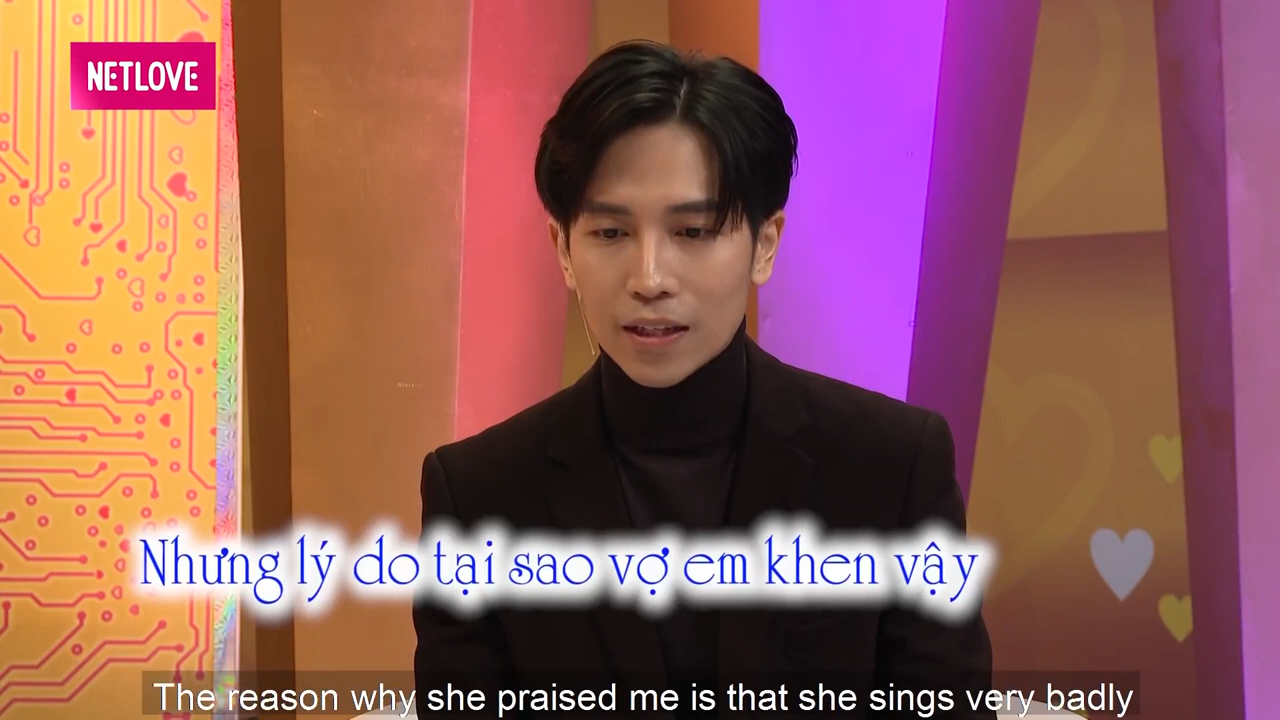 NETLOVE
Nhưng lý do tại sao vợ em khen vậy
The reason why she praised me is that she sings very badly